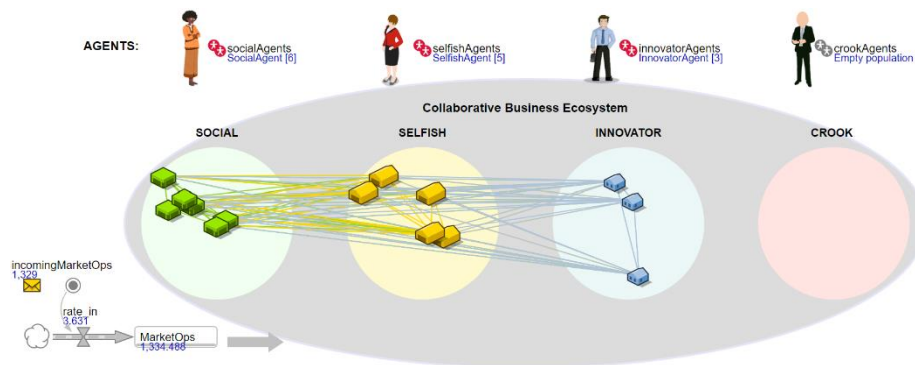 AGENTS:
socialAgents
SocialAgent [6]
selfishAgents
SelfishAgent [5]
innovatorAgents
InnovatorAgent [3]
crookAgents
Empty population
Collaborative Business Ecosystem
SOCIAL
SELFISH
INNOVATOR
CROOK
incomingMarketOps
1,329
rate_in
3.631
MarketOps
1,334.488